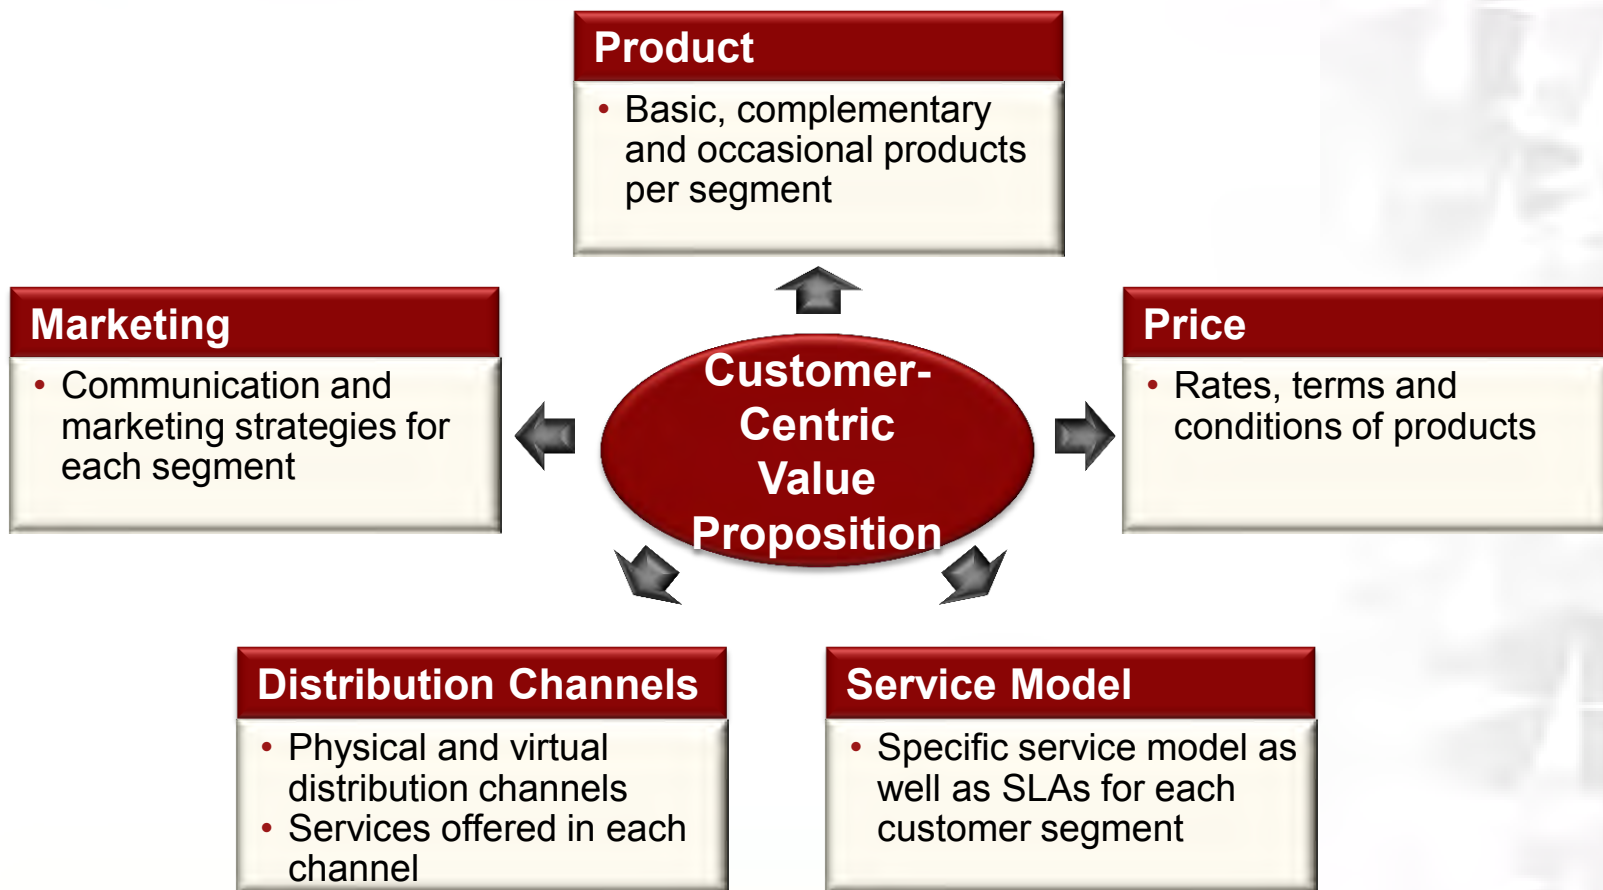 Product
• Basic, complementary
and occasional products
per segment
Marketing
• Communication and
marketing strategies for
each segment
Customer-
Centric
Value
Proposition
Price
• Rates, terms and
conditions of products
Distribution Channels
• Physical and virtual
distribution channels
• Services offered in each
channel
Service Model
• Specific service model as
well as SLAs for each
customer segment